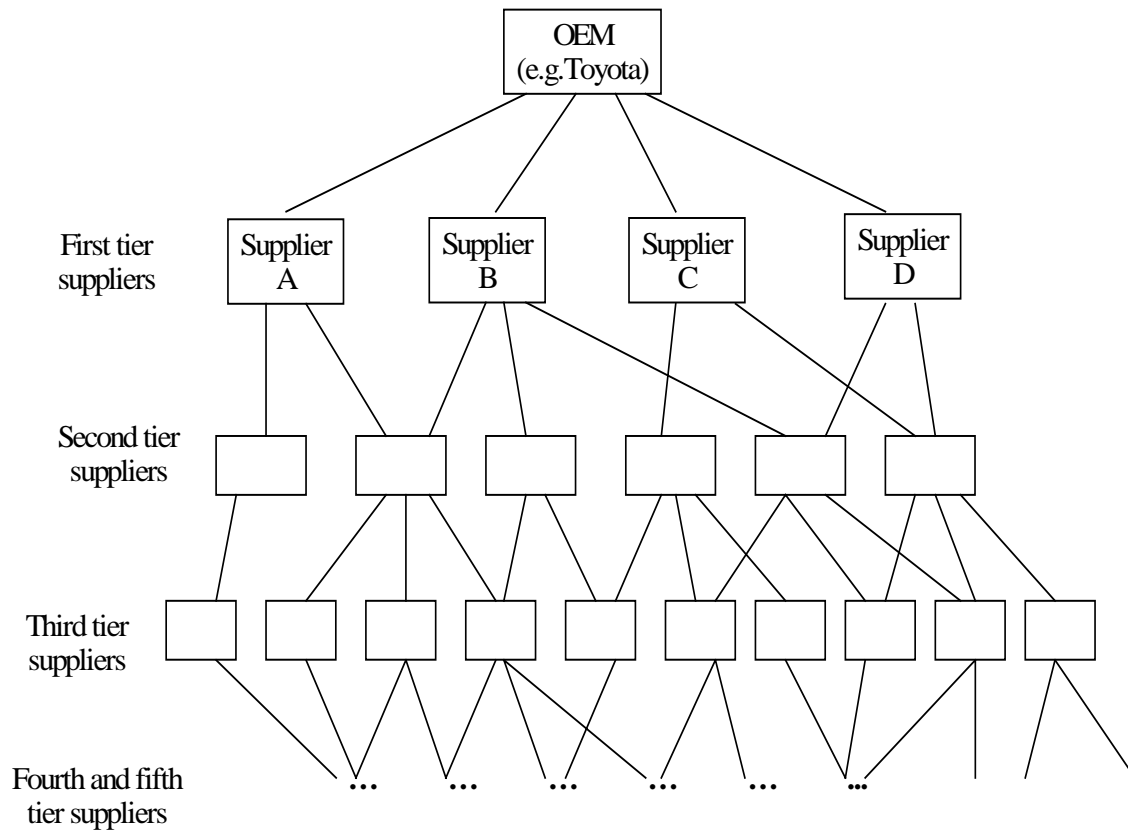 OEM
(e.g.Toyota)
First tier
suppliers
Supplier
A
Supplier
B
Supplier
C
Supplier
D
Second tier
suppliers
Third tier
suppliers
Fourth and fifth
tier suppliers
... ... ... ... ... ...